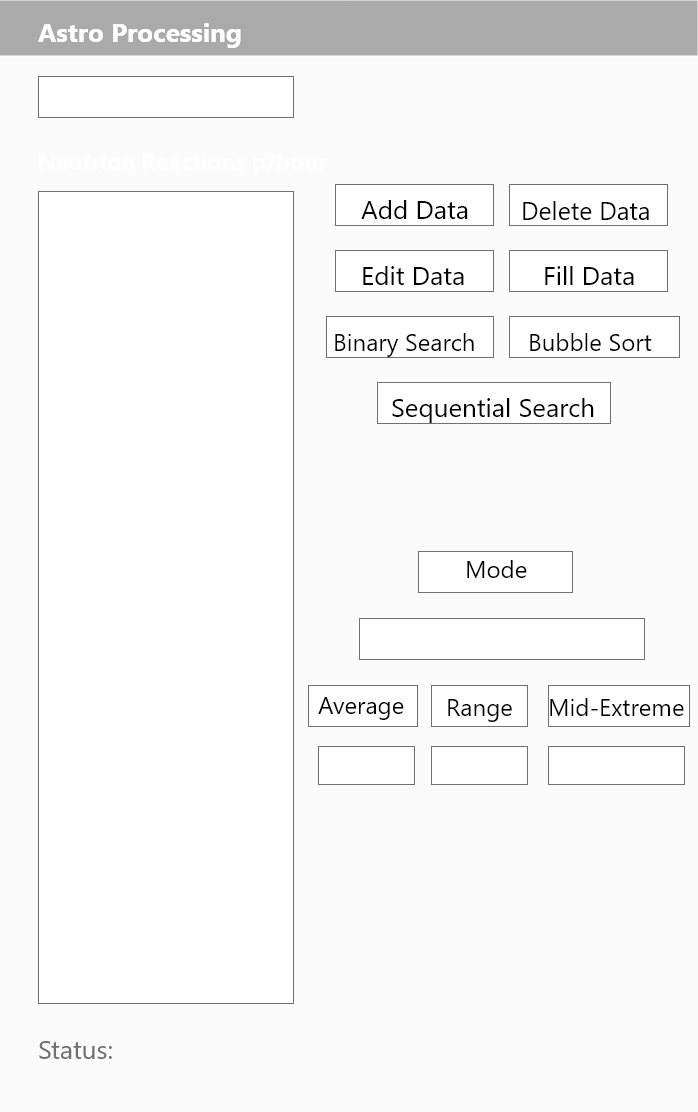 Astro Processing
Neutrion Reactions p/hour
Add Data
Delete Data
Edit Data
Fill Data
Binary Search
Bubble Sort
Sequential Search
Mode
Average
Range
Mid-Extreme
Status: